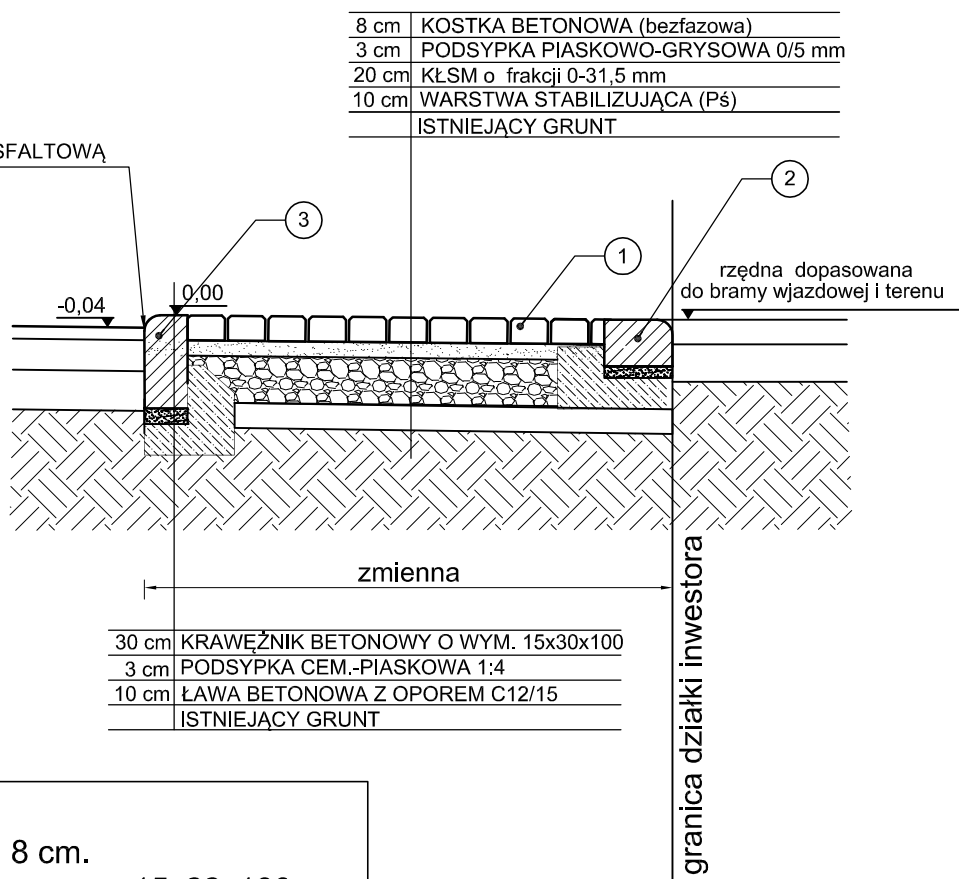 8 cm KOSTKA BETONOWA (bezfazowa)
3 cm PODSYPKA PIASKOWO-GRYSOWA 0/5 mm
20 cm KŁSM o frakcji 0-31,5 mm
10 cm WARSTWA STABILIZUJĄCA (Pś)
ISTNIEJĄCY GRUNT
SFALTOWĄ
3
2
1
-0,04
0,00
rzędna dopasowana
do bramy wjazdowej i terenu
zmienna
30 cm KRAWĘŻNIK BETONOWY O WYM. 15x30x100
3 cm PODSYPKA CEM.-PIASKOWA 1:4
10 cm ŁAWA BETONOWA Z OPOREM C12/15
ISTNIEJĄCY GRUNT
granica działki inwestora
8 cm.